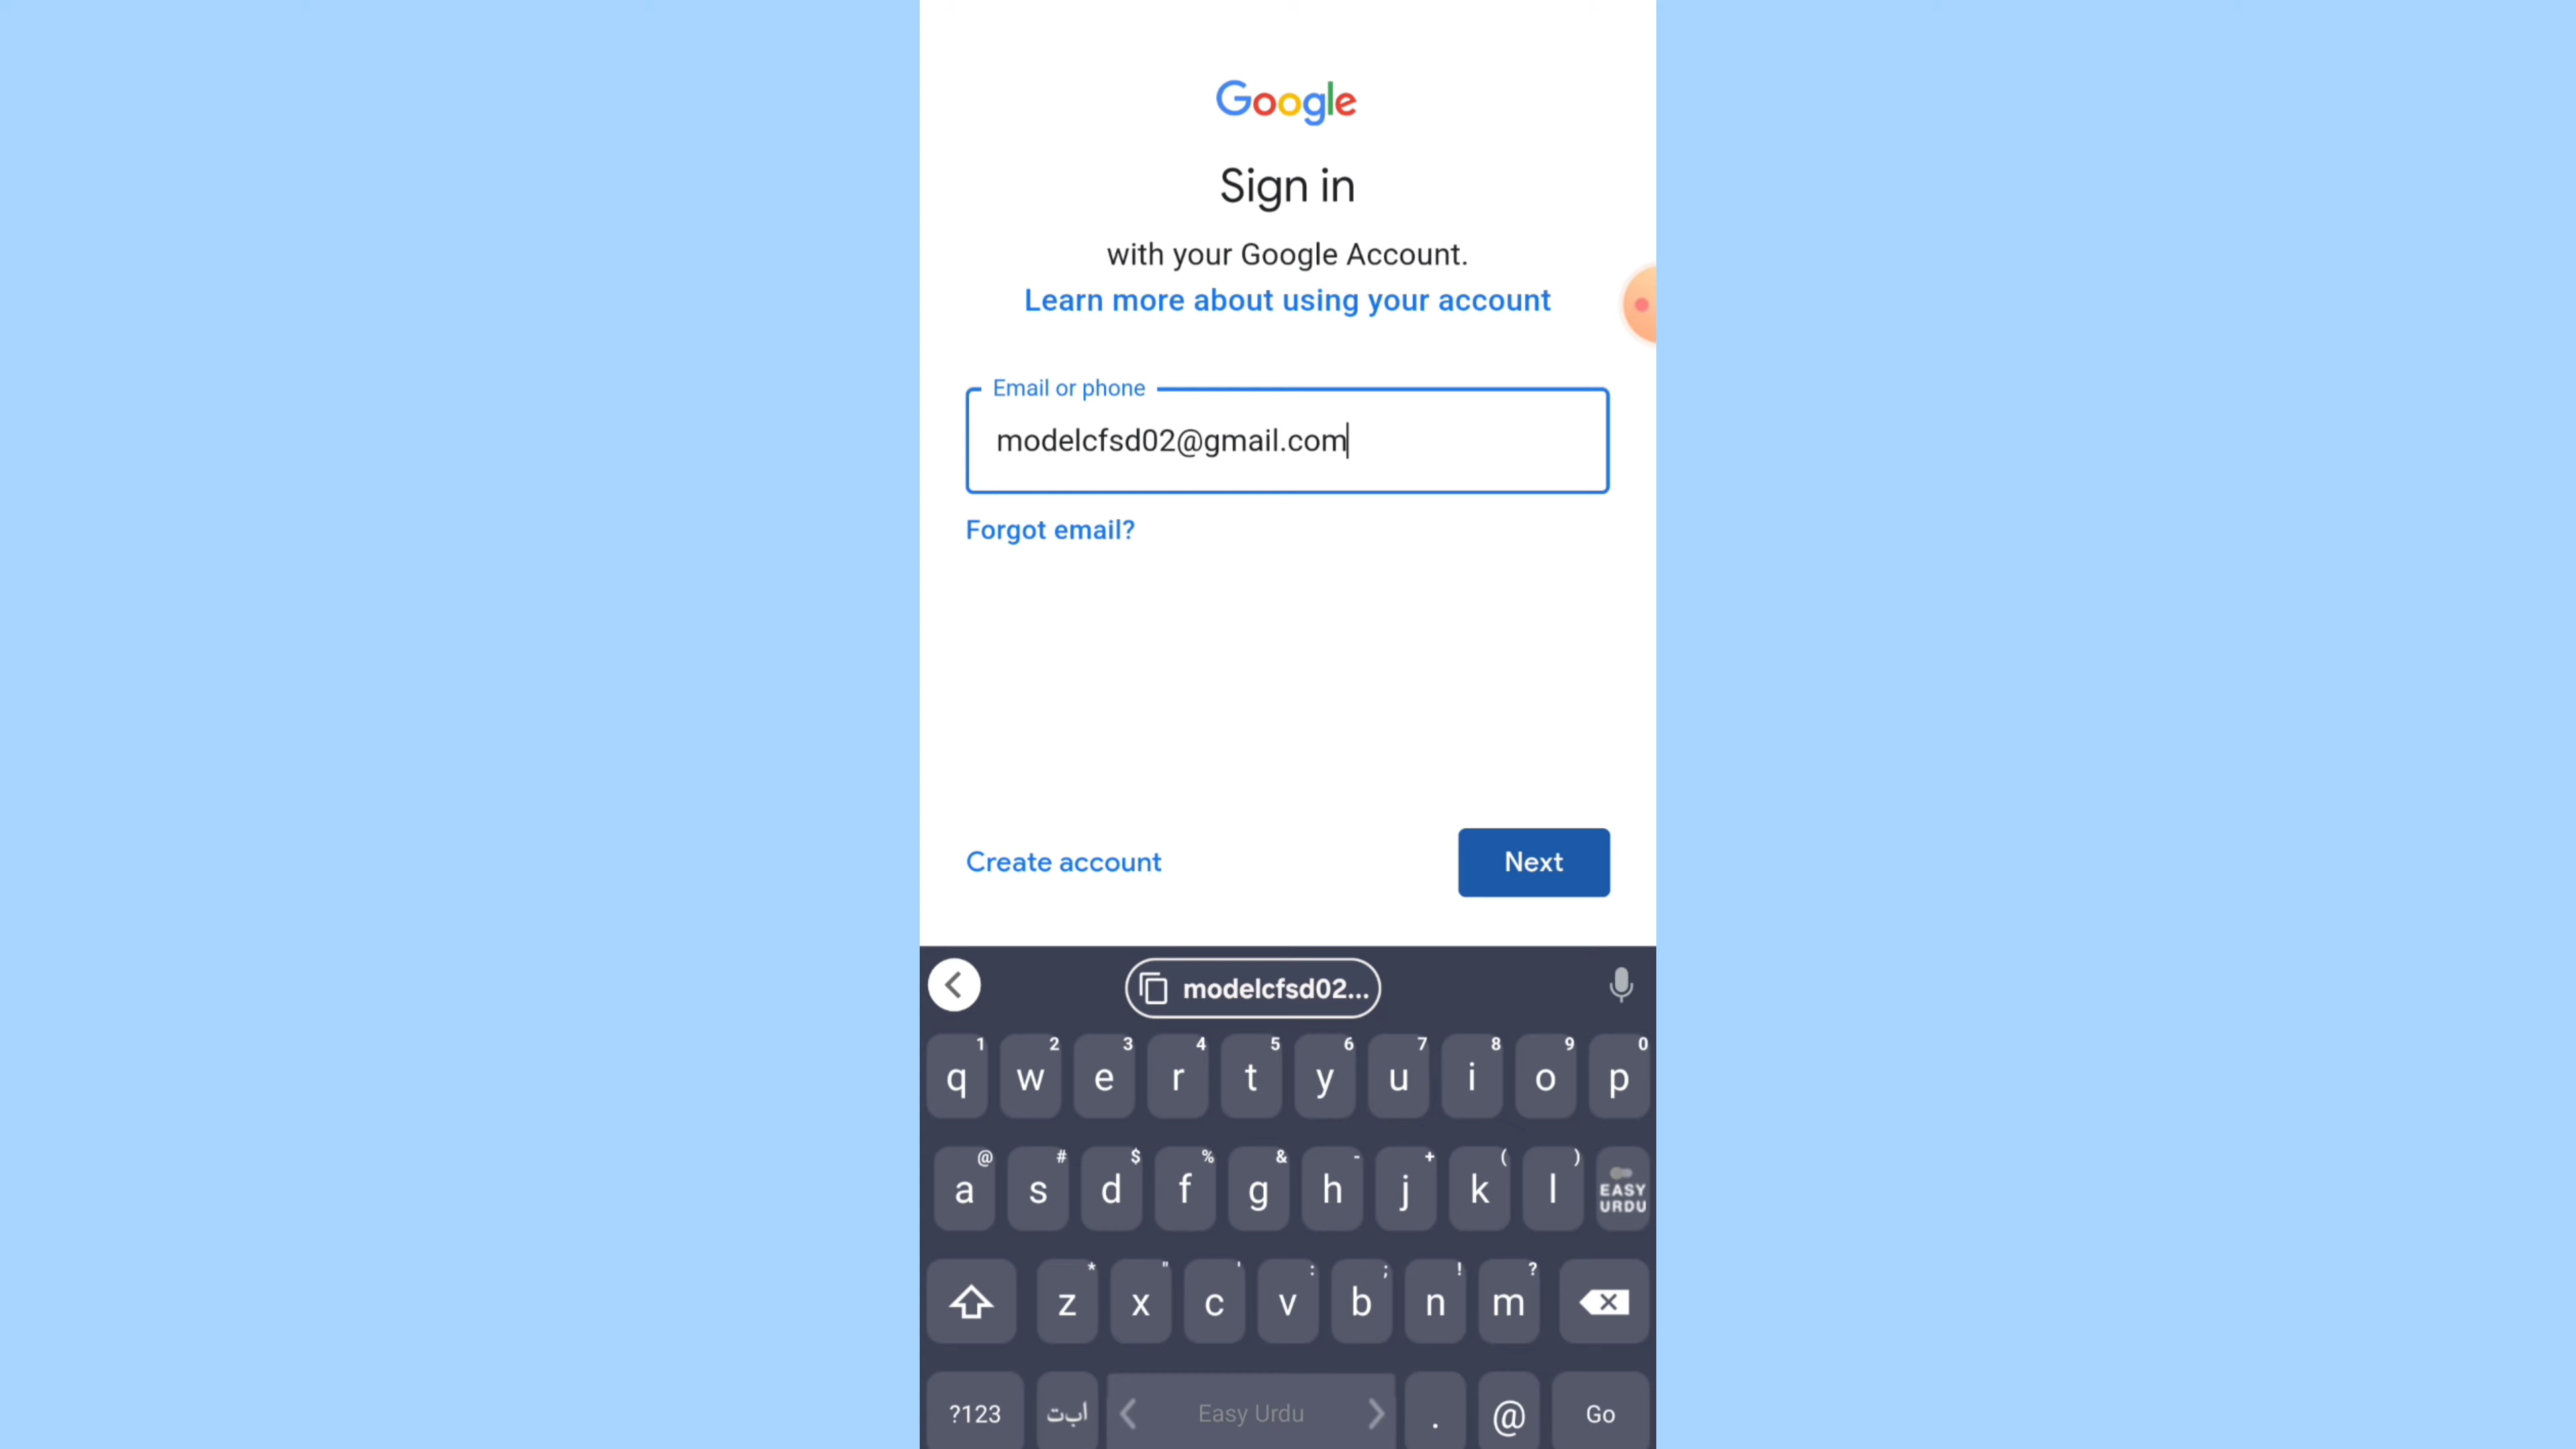 Google
Sign in
with your Google Account.
Learn more about using your account
Email or phone
modelcfsd02@gmail.com
Forgot email?
Create account
Next
modelcfsd02...
1 2 3 4 5 6 7 8 9 0
q w e r t y u i o p
@ # $ % & - + ( )
a s d f g h j k l EASY URDU
* " ' : ; ! ?
z x c v b n m
?123 ابت Easy Urdu . @ Go